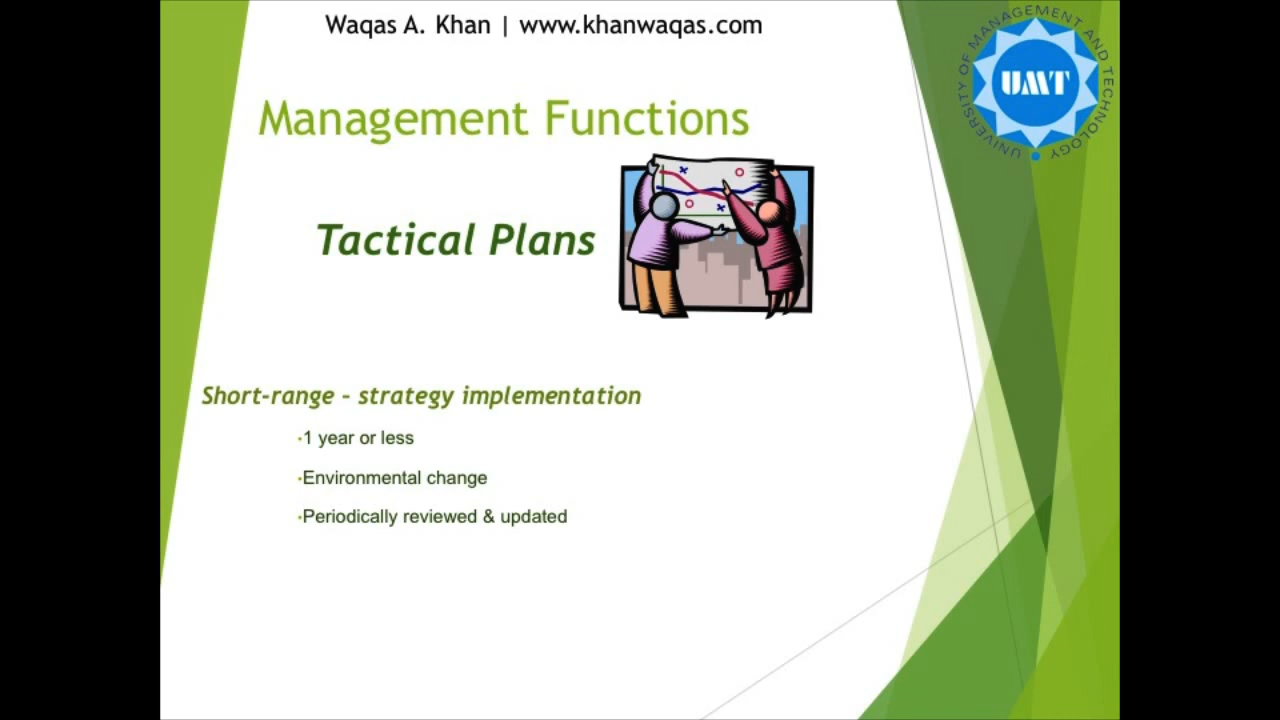 Waqas A. Khan | www.khanwaqas.com
UNIVERSITY OF MANAGEMENT AND TECHNOLOGY
UMT
Management Functions
Tactical Plans
Short-range - strategy implementation
•1 year or less
•Environmental change
•Periodically reviewed & updated